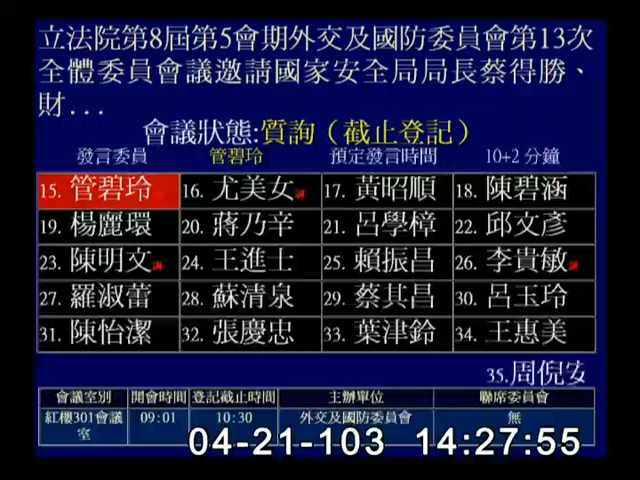 立法院第8屆第5會期外交及國防委員會第13次
全體委員會議邀請國家安全局局長蔡得勝、
財...
會議狀態:質詢（截止登記）
發言委員 管碧玲 預定發言時間 10+2 分鐘
15. 管碧玲 16. 尤美女 17. 黃昭順 18. 陳碧涵
19. 楊麗環 20. 蔣乃辛 21. 呂學樟 22. 邱文彥
23. 陳明文 24. 王進士 25. 賴振昌 26. 李貴敏
27. 羅淑蕾 28. 蘇清泉 29. 蔡其昌 30. 呂玉玲
31. 陳怡潔 32. 張慶忠 33. 葉津鈴 34. 王惠美
35.周倪安
會議室別 開會時間 登記截止時間 主辦單位 聯席委員會
紅樓301會議 09:01 10:30 外交及國防委員會 無
室
04-21-103 14:27:55